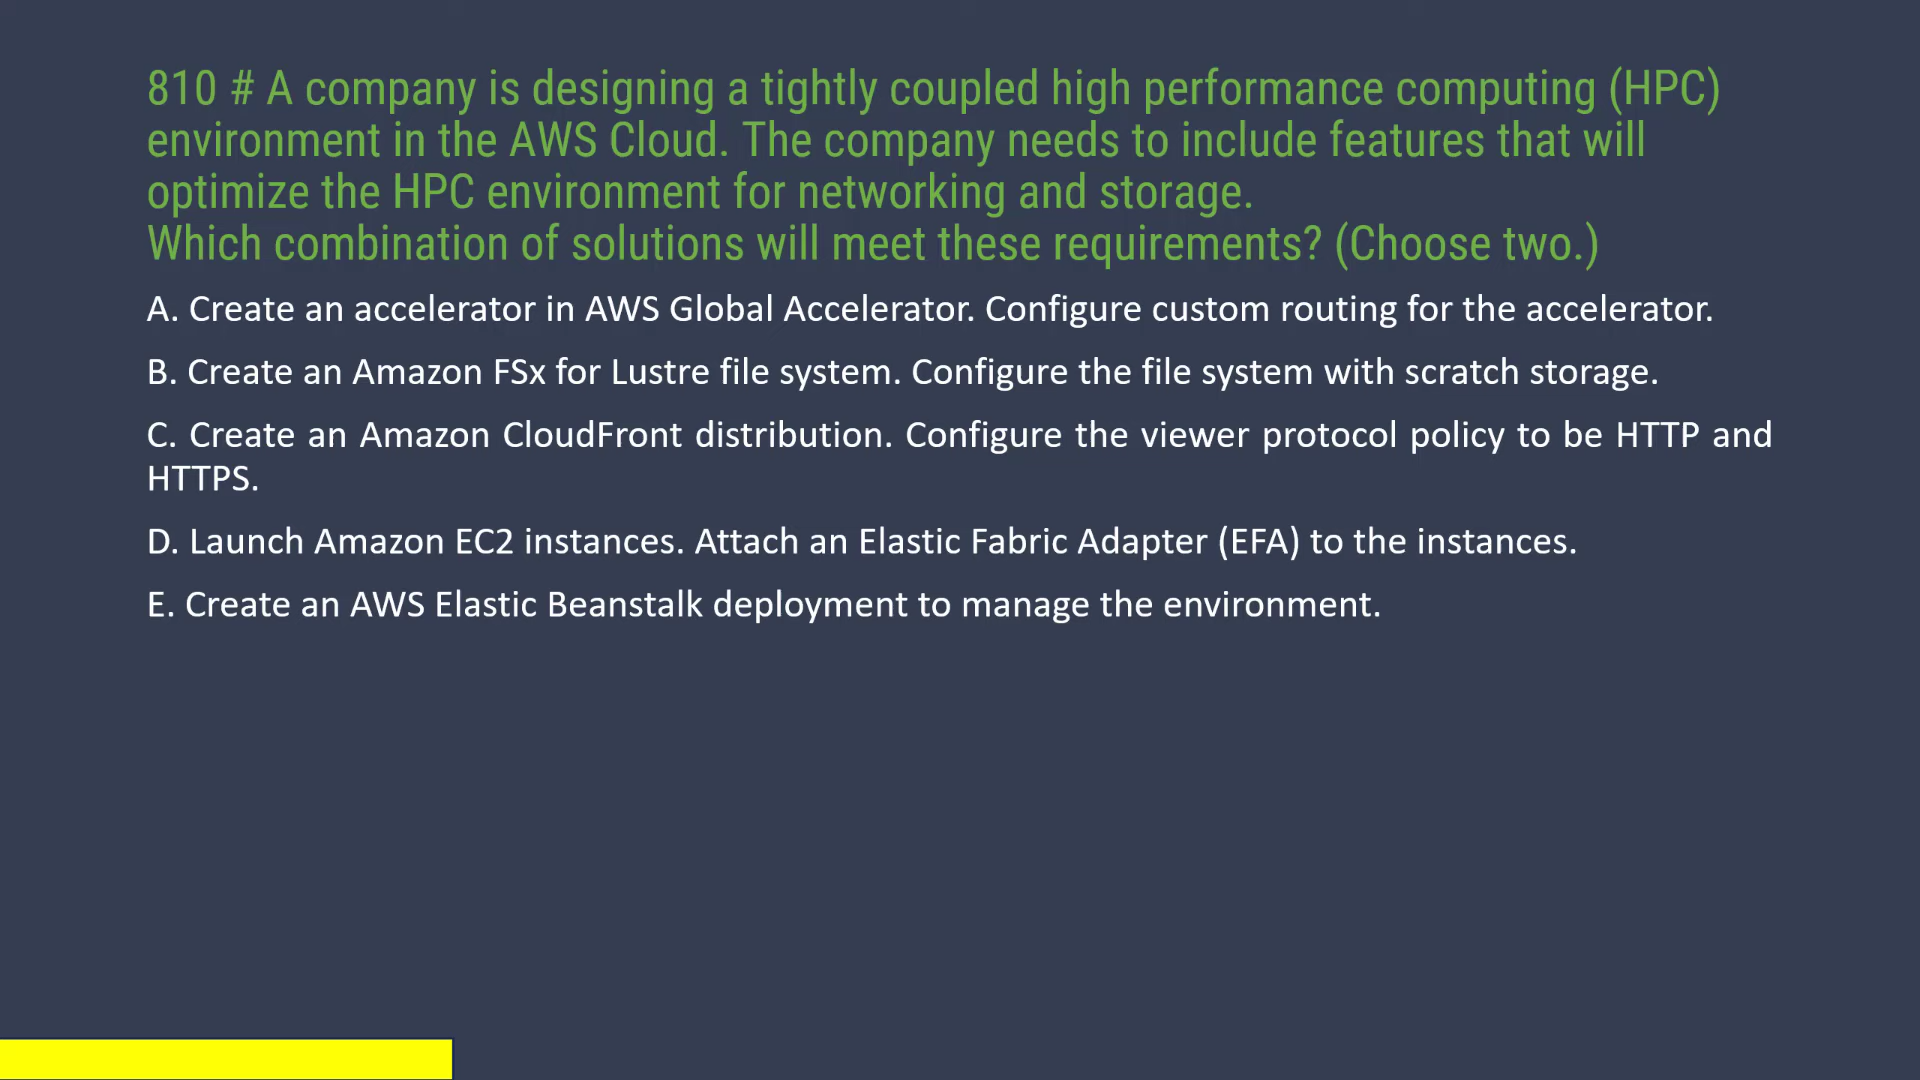 810 # A company is designing a tightly coupled high performance computing (HPC)
environment in the AWS Cloud. The company needs to include features that will
optimize the HPC environment for networking and storage.
Which combination of solutions will meet these requirements? (Choose two.)
A. Create an accelerator in AWS Global Accelerator. Configure custom routing for the accelerator.
B. Create an Amazon FSx for Lustre file system. Configure the file system with scratch storage.
C. Create an Amazon CloudFront distribution. Configure the viewer protocol policy to be HTTP and
HTTPS.
D. Launch Amazon EC2 instances. Attach an Elastic Fabric Adapter (EFA) to the instances.
E. Create an AWS Elastic Beanstalk deployment to manage the environment.